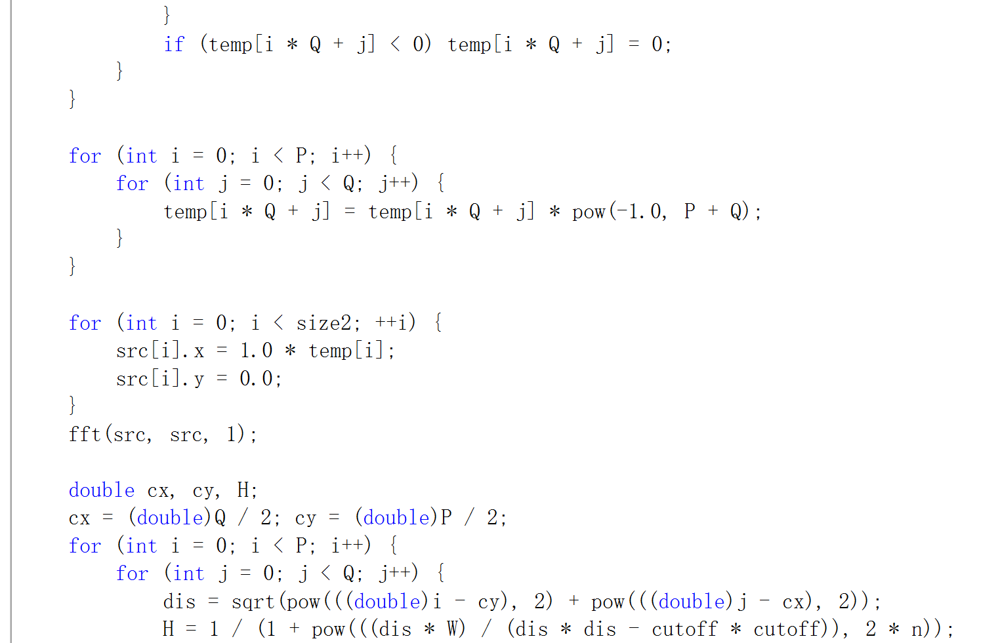 }
if (temp[i * Q + j] < 0) temp[i * Q + j] = 0;
}
}
for (int i = 0; i < P; i++) {
for (int j = 0; j < Q; j++) {
temp[i * Q + j] = temp[i * Q + j] * pow(-1.0, P + Q);
}
}
for (int i = 0; i < size2; ++i) {
src[i].x = 1.0 * temp[i];
src[i].y = 0.0;
}
fft(src, src, 1);
double cx, cy, H;
cx = (double)Q / 2; cy = (double)P / 2;
for (int i = 0; i < P; i++) {
for (int j = 0; j < Q; j++) {
dis = sqrt(pow(((double)i - cy), 2) + pow(((double)j - cx), 2));
H = 1 / (1 + pow(((dis * W) / (dis * dis - cutoff * cutoff)), 2 * n));